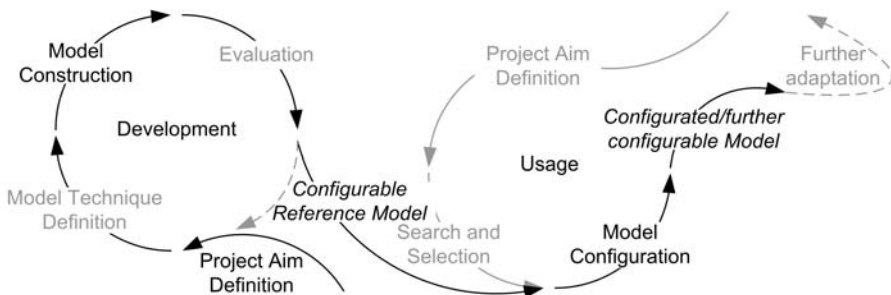 Model
Construction
Evaluation
Development
Model Technique
Definition
Project Aim
Definition
Configurable
Reference Model
Project Aim
Definition
Usage
Search and
Selection
Model
Configuration
Configurated/further
configurable Model
Further
adaptation